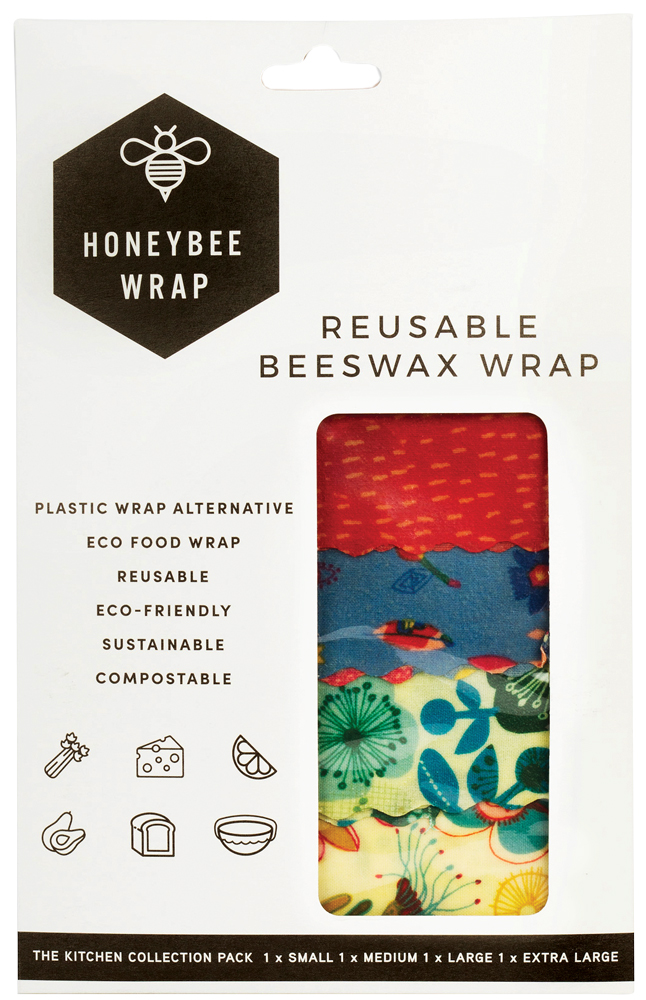 HONEYBEE
WRAP
REUSABLE
BEESWAX WRAP
PLASTIC WRAP ALTERNATIVE
ECO FOOD WRAP
REUSABLE
ECO-FRIENDLY
SUSTAINABLE
COMPOSTABLE
THE KITCHEN COLLECTION PACK 1 x SMALL 1 x MEDIUM 1 x LARGE 1 x EXTRA LARGE